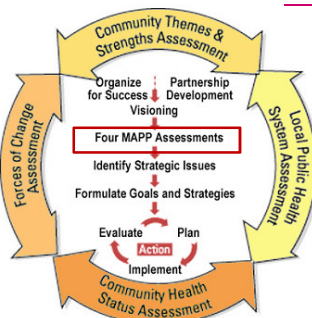 Community Themes &
Strengths Assessment
Organize
for Success
Partnership
Development
Visioning
Four MAPP Assessments
Identify Strategic Issues
Formulate Goals and Strategies
Evaluate
Plan
Action
Implement
Forces of Change
Assessment
Local Public Health
System Assessment
Community Health
Status Assessment